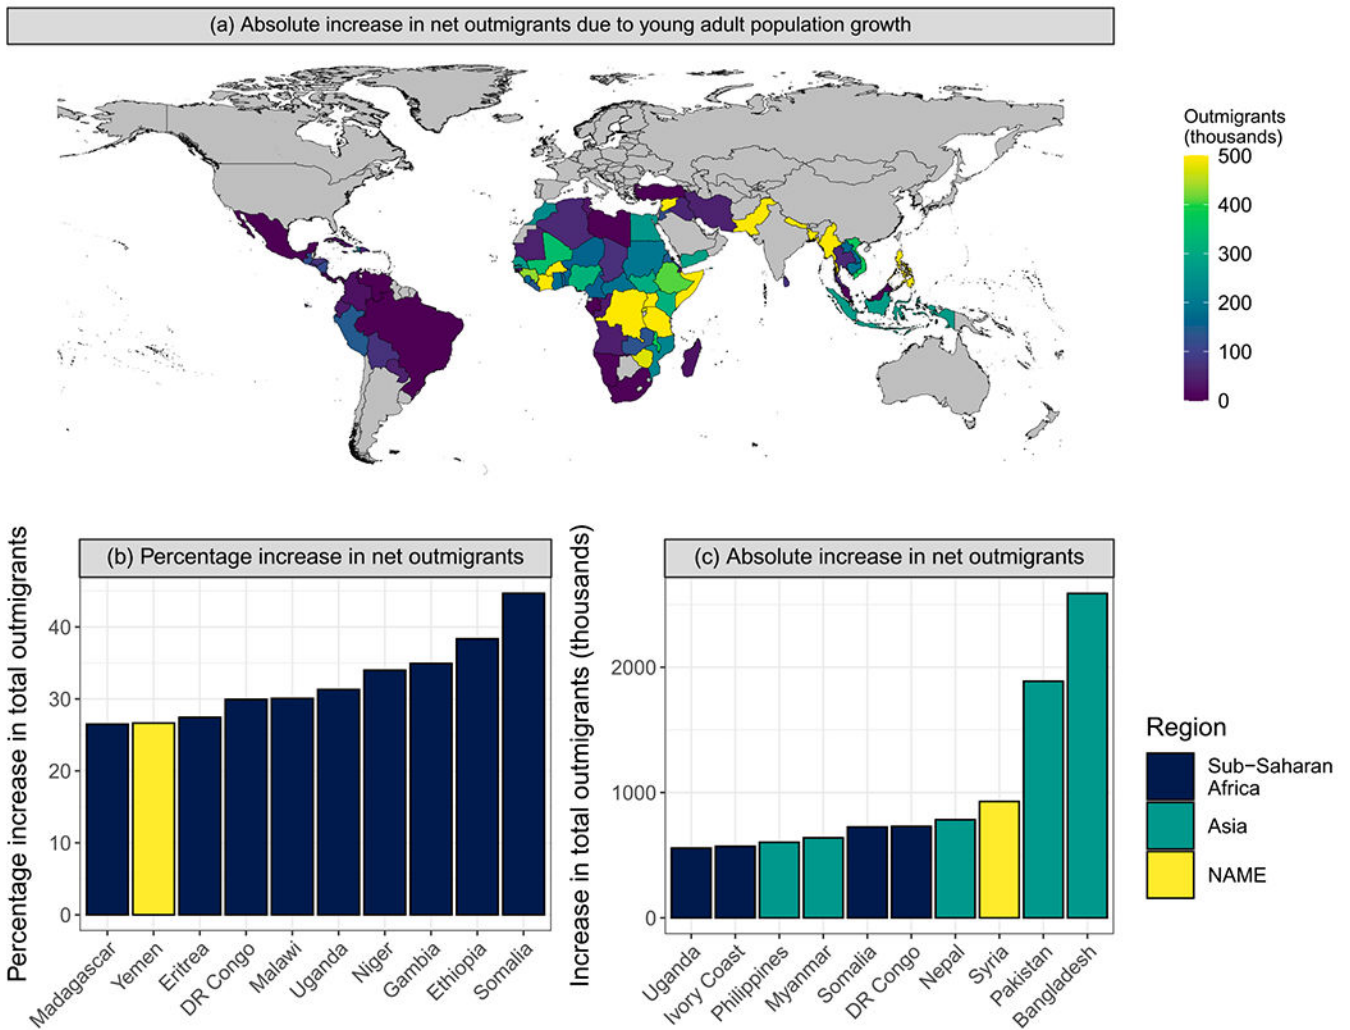 (a) Absolute increase in net outmigrants due to young adult population growth
Outmigrants
(thousands)
500
400
300
200
100
0
(b) Percentage increase in net outmigrants
Percentage increase in total outmigrants
40
30
20
10
0
Madagascar
Yemen
Eritrea
DR Congo
Malawi
Uganda
Niger
Gambia
Ethiopia
Somalia
(c) Absolute increase in net outmigrants
Increase in total outmigrants (thousands)
2000
1000
0
Uganda
Ivory Coast
Philippines
Myanmar
Somalia
DR Congo
Nepal
Syria
Pakistan
Bangladesh
Region
Sub−Saharan
Africa
Asia
NAME